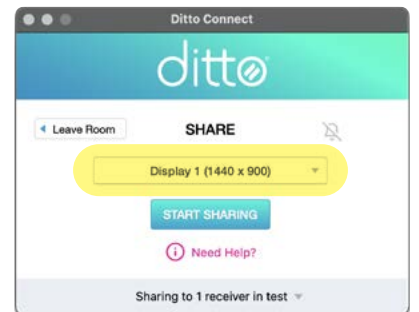 Ditto Connect
ditto
Leave Room
SHARE
Display 1 (1440 x 900)
START SHARING
Need Help?
Sharing to 1 receiver in test